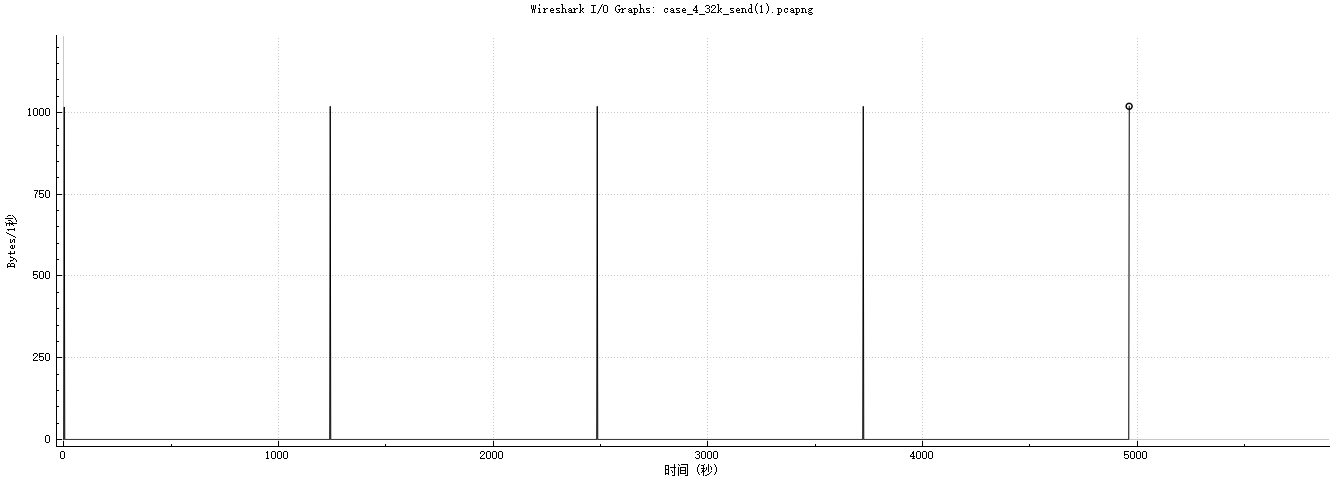 Wireshark I/O Graphs: case_4_32k_send(1).pcapng
Bytes/1秒
1000
750
500
250
0
0 1000 2000 3000 4000 5000
时间 (秒)